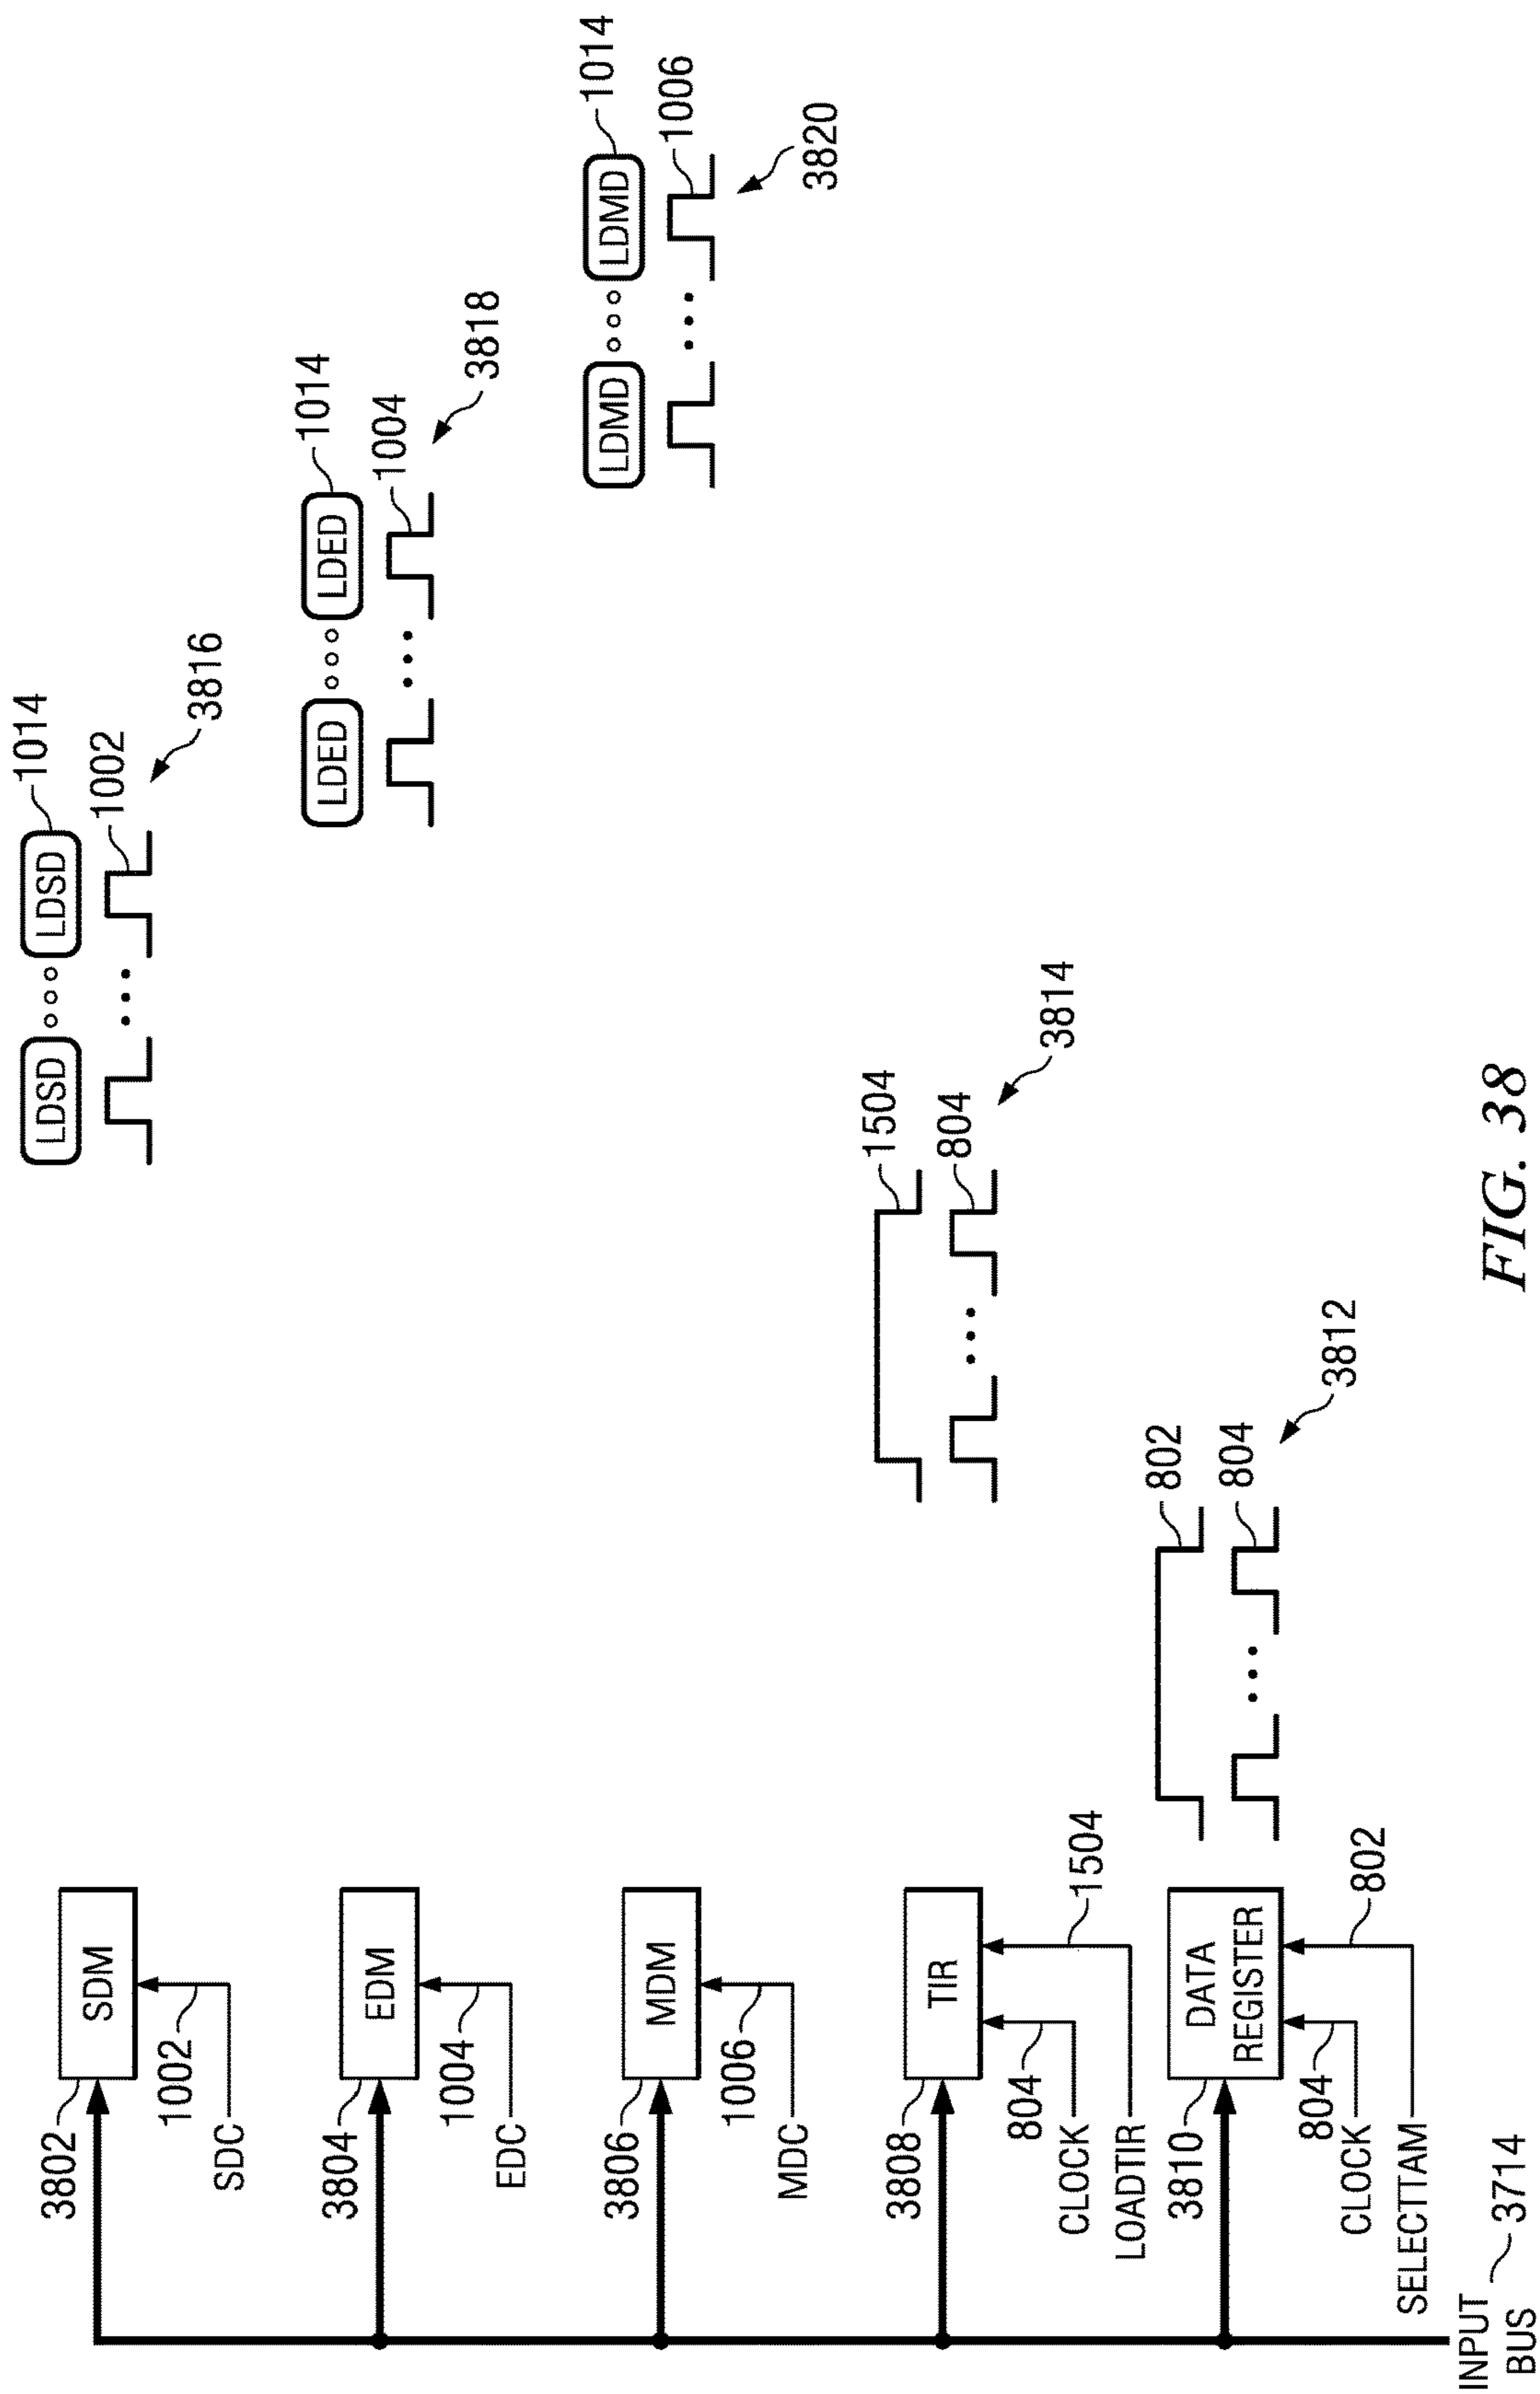 3802
SDM
1002
SDC
LDSD
LDSD
1014
1002
3816
3804
EDM
1004
EDC
LDED
LDED
1014
1004
3818
3806
MDM
1006
MDC
LDMD
LDMD
1014
1006
3820
3808
TIR
804
CLOCK
1504
LOADTIR
1504
804
3814
3810
DATA
REGISTER
804
CLOCK
802
SELECTTAM
802
804
3812
INPUT
BUS
3714
FIG. 38